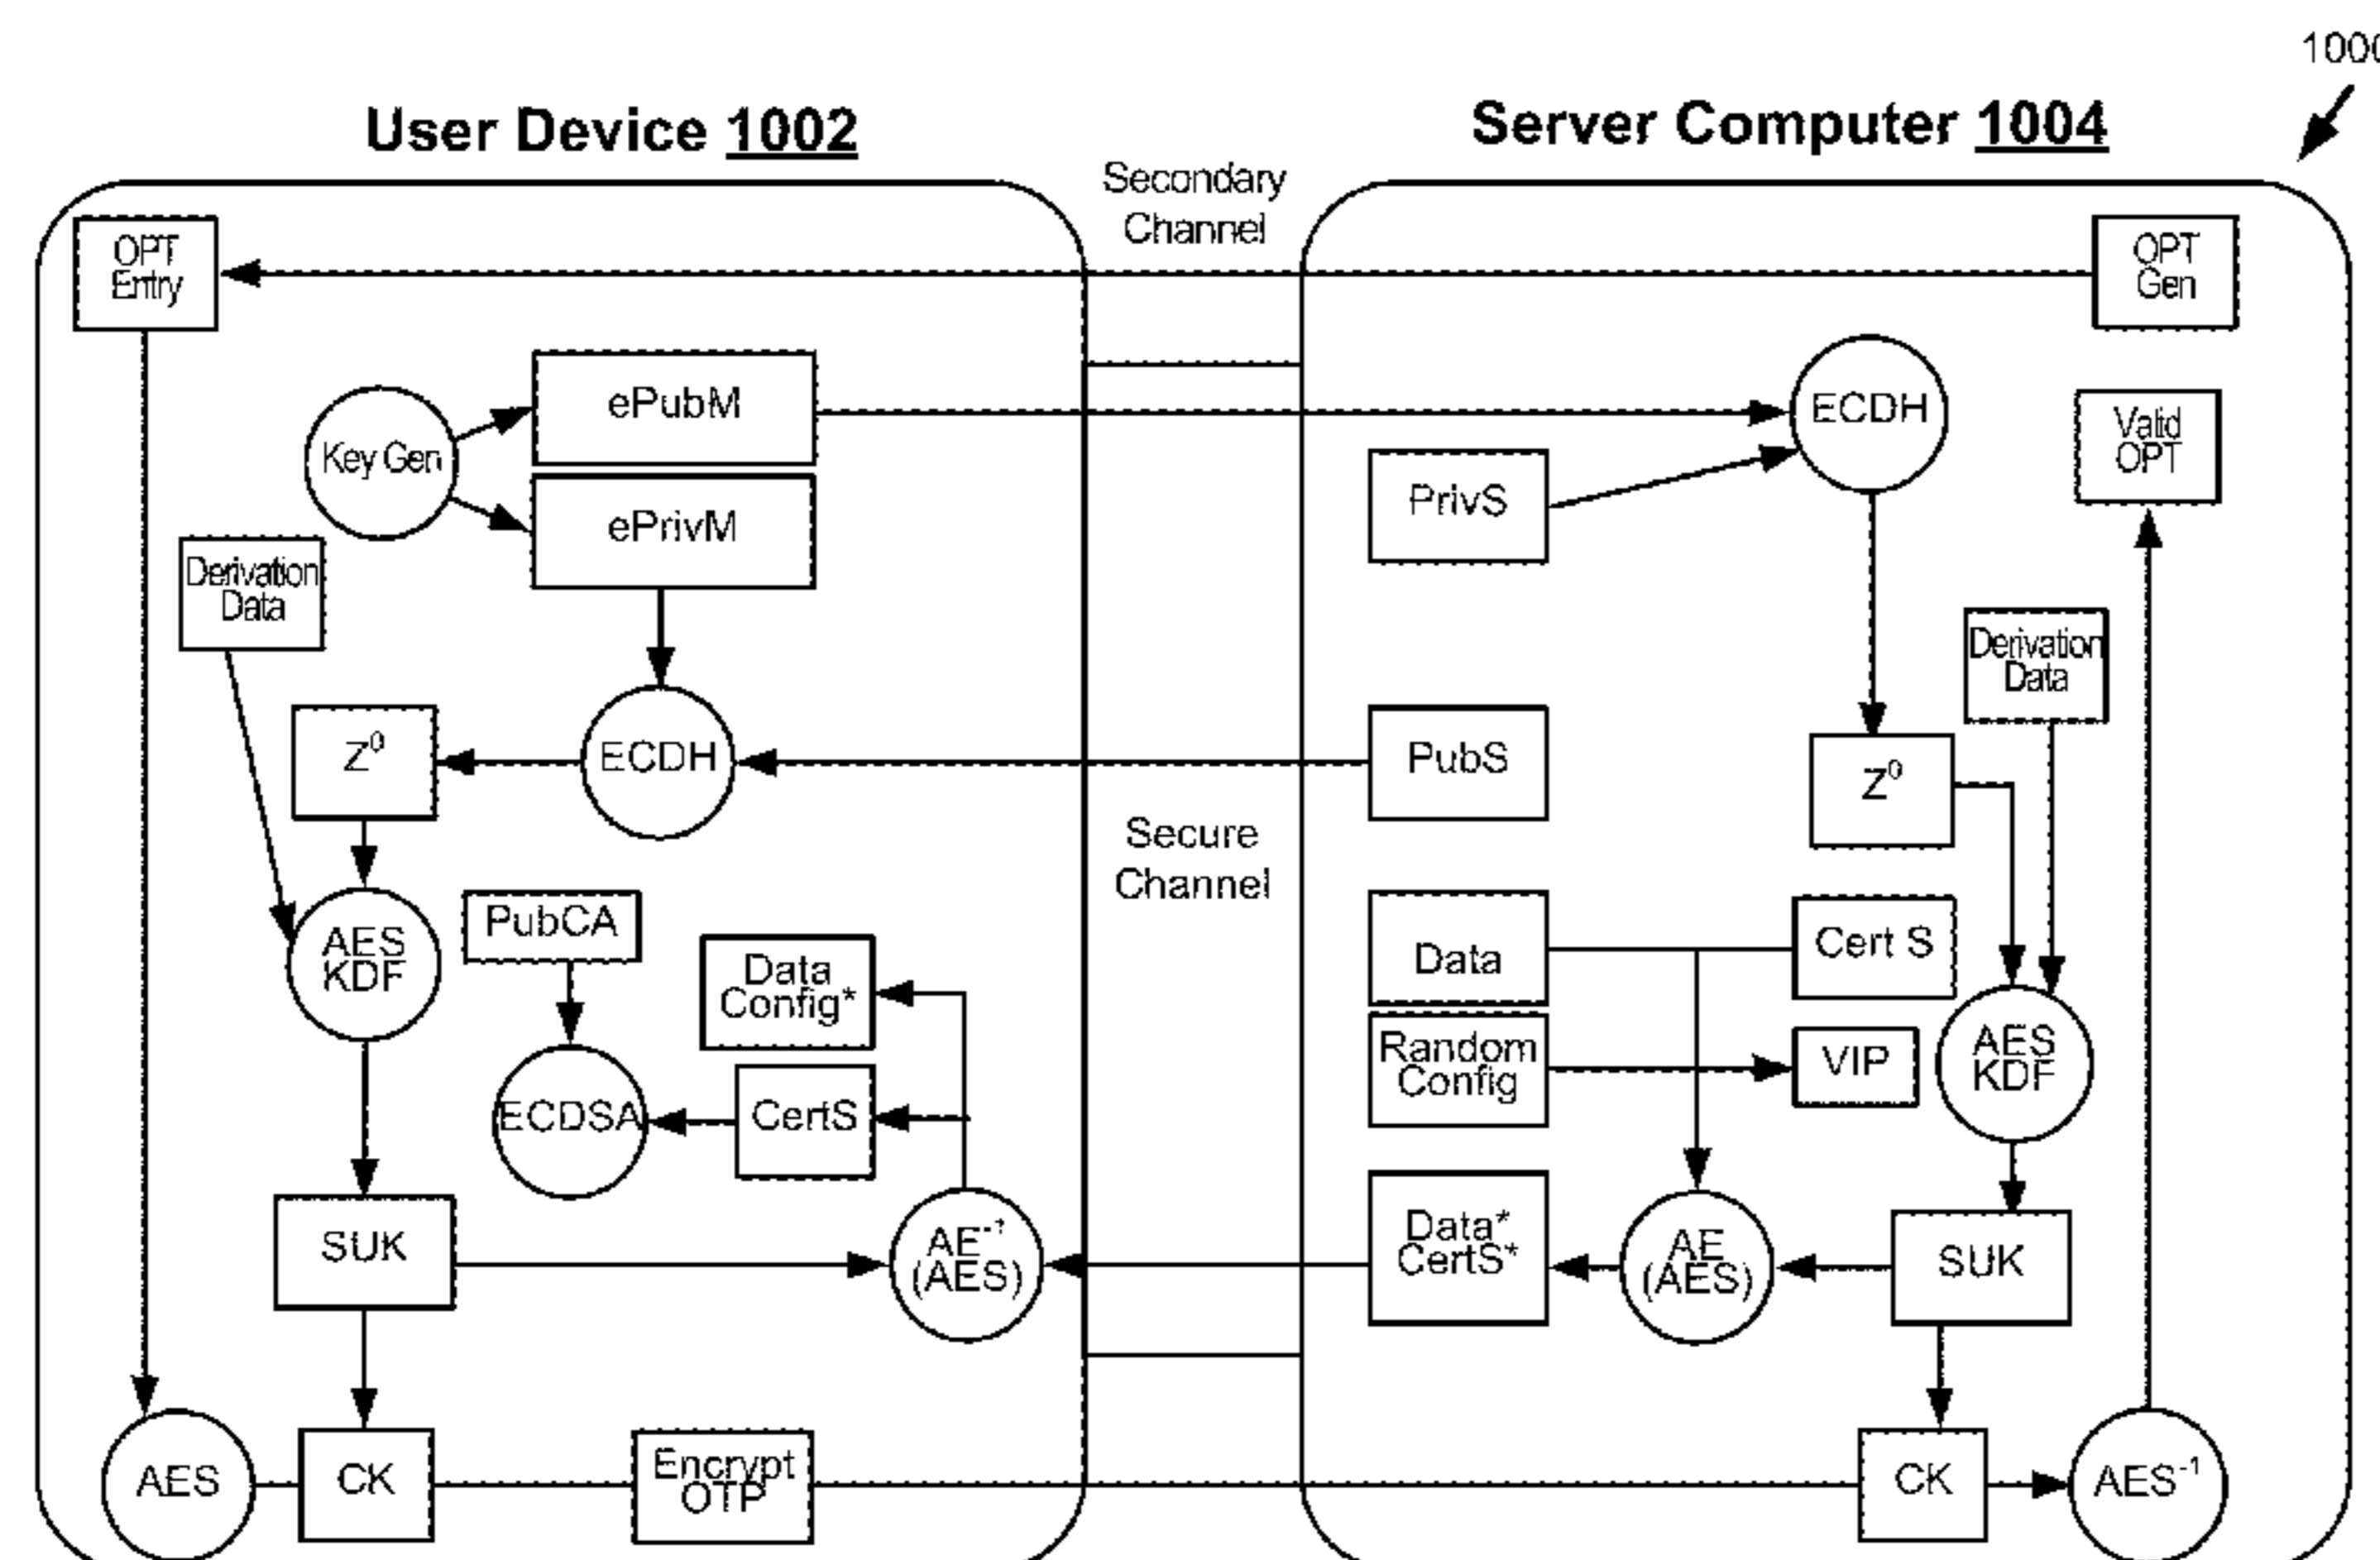 1000
User Device 1002
Server Computer 1004
Secondary
Channel
OPT
Entry
OPT
Gen
Key Gen
ePubM
ePrivM
ECDH
Valid
OPT
PrivS
Derivation
Data
Derivation
Data
Z⁰
ECDH
PubS
Z⁰
Secure
Channel
AES
KDF
PubCA
Data
Config*
Data
Cert S
Random
Config
VIP
AES
KDF
ECDSA
CertS
SUK
AE⁻¹
(AES)
Data*
CertS*
AE
(AES)
SUK
AES
CK
Encrypt
OTP
CK
AES⁻¹